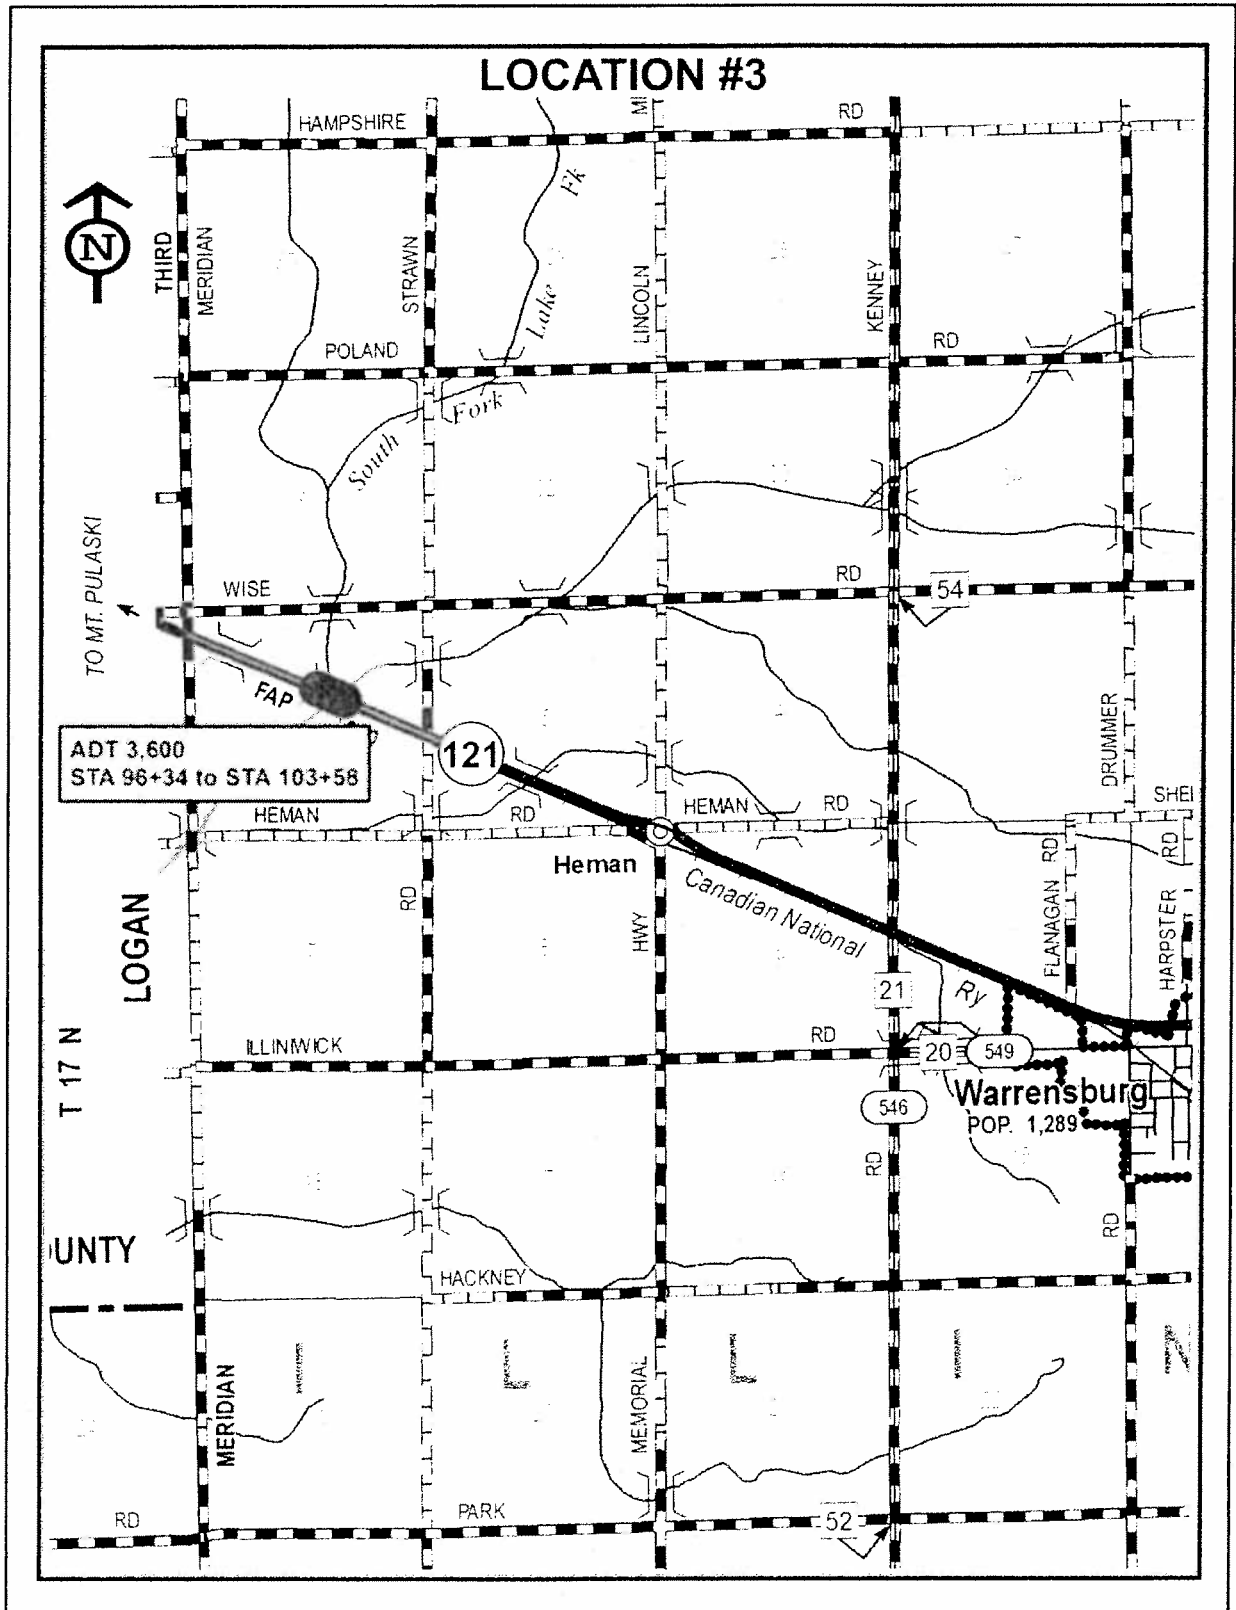 LOCATION #3
HAMPSHIRE
RD
MI
Fk
N
THIRD
MERIDIAN
STRAWN
Lake
LINCOLN
KENNEY
POLAND
RD
Fork
South
TO MT. PULASKI
WISE
RD
54
FAP
121
ADT 3,600
STA 96+34 to STA 103+58
DRUMMER
HEMAN
RD
HEMAN
RD
SHEI
Heman
Canadian National
Ry
RD
HWY
FLANAGAN RD
HARPSTER RD
LOGAN
21
T 17 N
ILLINIWICK
RD
20
549
Warrensburg
POP. 1,289
546
RD
RD
UNTY
HACKNEY
I L L I N
MERIDIAN
MEMORIAL
RD
PARK
52